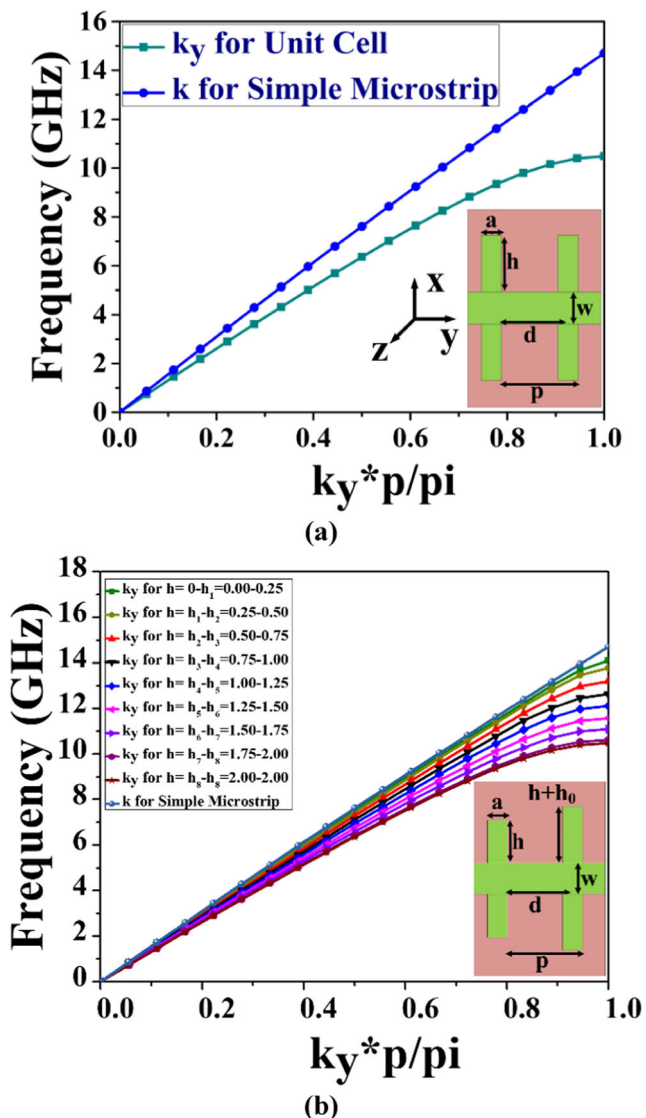 16
14
12
10
8
6
4
2
0
Frequency (GHz)
ky for Unit Cell
k for Simple Microstrip
a
h
w
d
p
x
y
z
0.0 0.2 0.4 0.6 0.8 1.0
ky*p/pi
(a)
18
16
14
12
10
8
6
4
2
0
Frequency (GHz)
ky for h= 0-h1=0.00-0.25
ky for h= h1-h2=0.25-0.50
ky for h= h2-h3=0.50-0.75
ky for h= h3-h4=0.75-1.00
ky for h= h4-h5=1.00-1.25
ky for h= h5-h6=1.25-1.50
ky for h= h6-h7=1.50-1.75
ky for h= h7-h8=1.75-2.00
ky for h= h8-h8=2.00-2.00
k for Simple Microstrip
h+h0
a
h
w
d
p
0.0 0.2 0.4 0.6 0.8 1.0
ky*p/pi
(b)